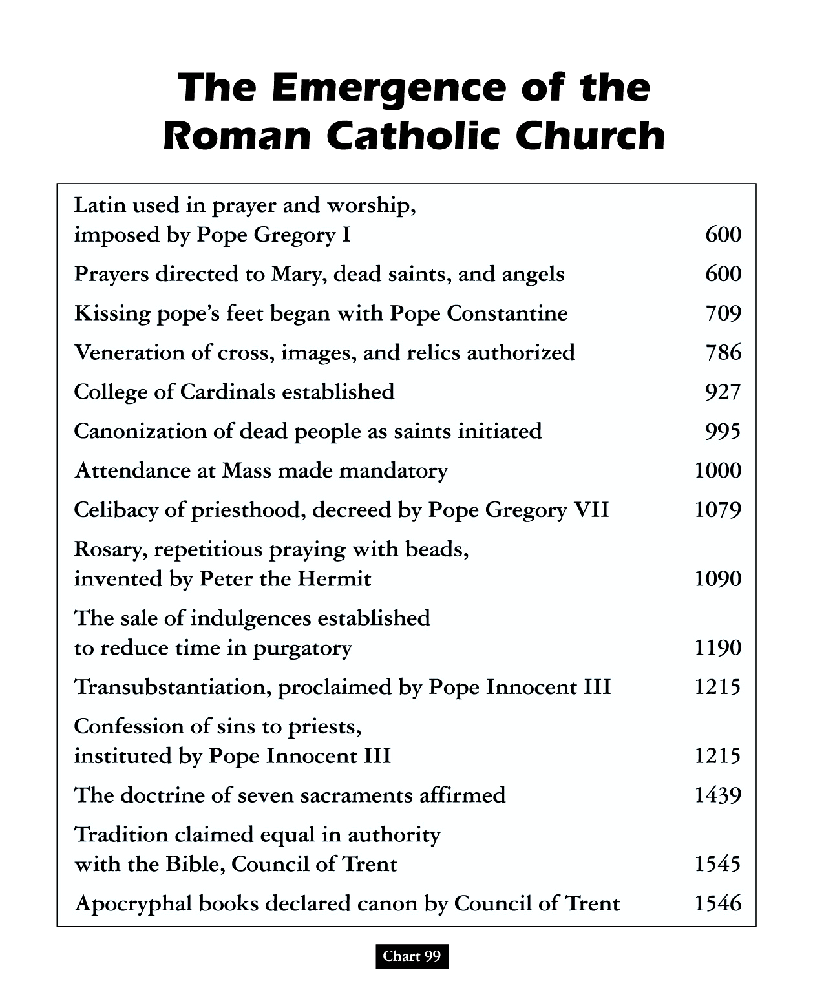 The Emergence of the
Roman Catholic Church
Latin used in prayer and worship,
imposed by Pope Gregory I 600
Prayers directed to Mary, dead saints, and angels 600
Kissing pope's feet began with Pope Constantine 709
Veneration of cross, images, and relics authorized 786
College of Cardinals established 927
Canonization of dead people as saints initiated 995
Attendance at Mass made mandatory 1000
Celibacy of priesthood, decreed by Pope Gregory VII 1079
Rosary, repetitious praying with beads,
invented by Peter the Hermit 1090
The sale of indulgences established
to reduce time in purgatory 1190
Transubstantiation, proclaimed by Pope Innocent III 1215
Confession of sins to priests,
instituted by Pope Innocent III 1215
The doctrine of seven sacraments affirmed 1439
Tradition claimed equal in authority
with the Bible, Council of Trent 1545
Apocryphal books declared canon by Council of Trent 1546
Chart 99